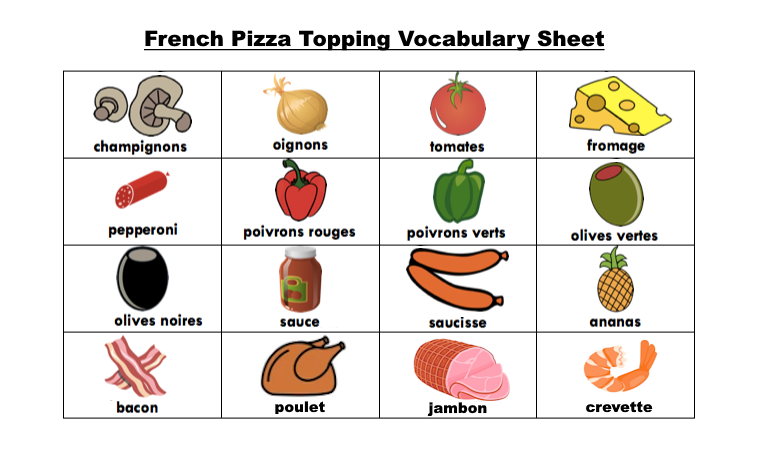 French Pizza Topping Vocabulary Sheet
champignons
oignons
tomates
fromage
pepperoni
poivrons rouges
poivrons verts
olives vertes
olives noires
sauce
saucisse
ananas
bacon
poulet
jambon
crevette